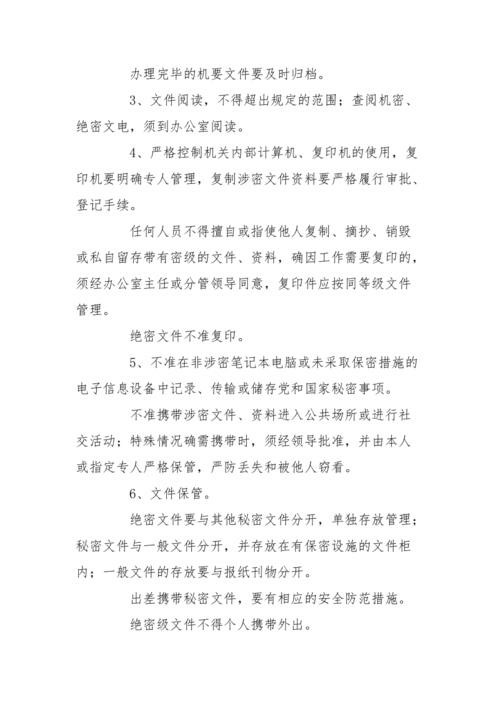 办理完毕的机要文件要及时归档。
3、文件阅读，不得超出规定的范围；查阅机密、
绝密文电，须到办公室阅读。
4、严格控制机关内部计算机、复印机的使用，复
印机要明确专人管理，复制涉密文件资料要严格履行审批、
登记手续。
任何人员不得擅自或指使他人复制、摘抄、销毁
或私自留存带有密级的文件、资料，确因工作需要复印的，
须经办公室主任或分管领导同意，复印件应按同等级文件
管理。
绝密文件不准复印。
5、不准在非涉密笔记本电脑或未采取保密措施的
电子信息设备中记录、传输或储存党和国家秘密事项。
不准携带涉密文件、资料进入公共场所或进行社
交活动；特殊情况确需携带时，须经领导批准，并由本人
或指定专人严格保管，严防丢失和被他人窃看。
6、文件保管。
绝密文件要与其他秘密文件分开，单独存放管理；
秘密文件与一般文件分开，并存放在有保密设施的文件柜
内；一般文件的存放要与报纸刊物分开。
出差携带秘密文件，要有相应的安全防范措施。
绝密级文件不得个人携带外出。